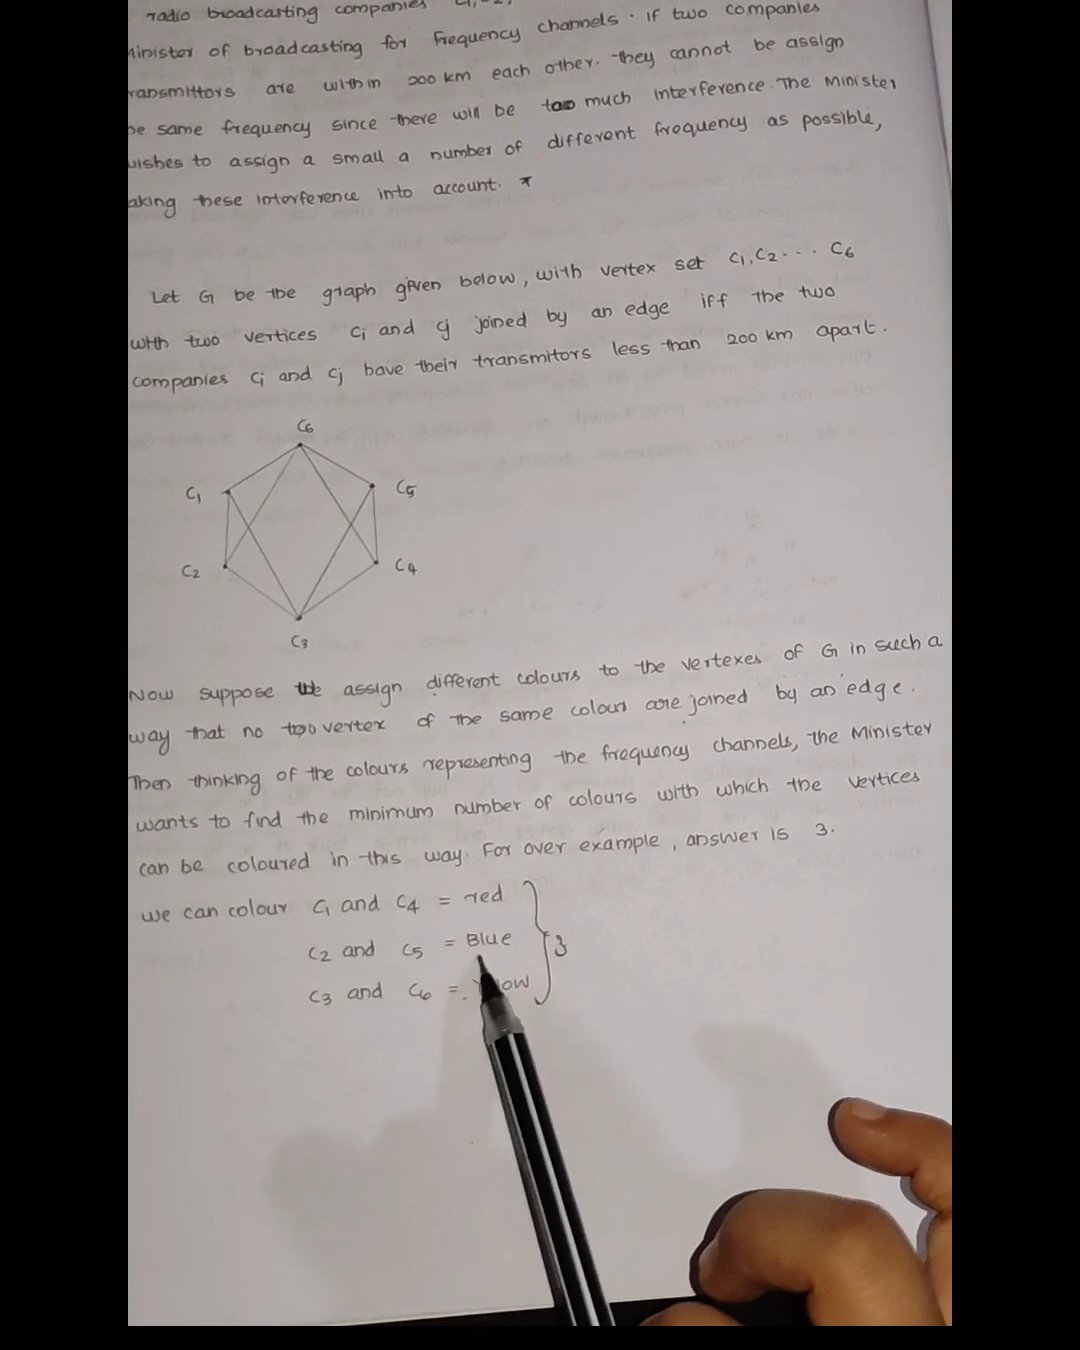 radio broadcasting companies
inister of broadcasting for frequency channels. If two companies
ransmittors are within 200 km each other. they cannot be assign
he same frequency since there will be too much interference. The Minister
wishes to assign a small a number of different frequency as possible,
aking these interference into account.
Let G be the graph given below, with vertex set C1, C2 ... C6
with two vertices Ci and Cj joined by an edge iff the two
companies Ci and Cj have their transmitors less than 200 km apart.
C6
C1
C5
C2
C4
C3
Now suppose we assign different colours to the vertexes of G in such a
way that no two vertex of the same colour are joined by an edge.
Then thinking of the colours representing the frequency channels, the Minister
wants to find the minimum number of colours with which the vertices
can be coloured in this way. For over example, answer is 3.
we can colour C1 and C4 = red
C2 and C5 = Blue } 3
C3 and C6 =